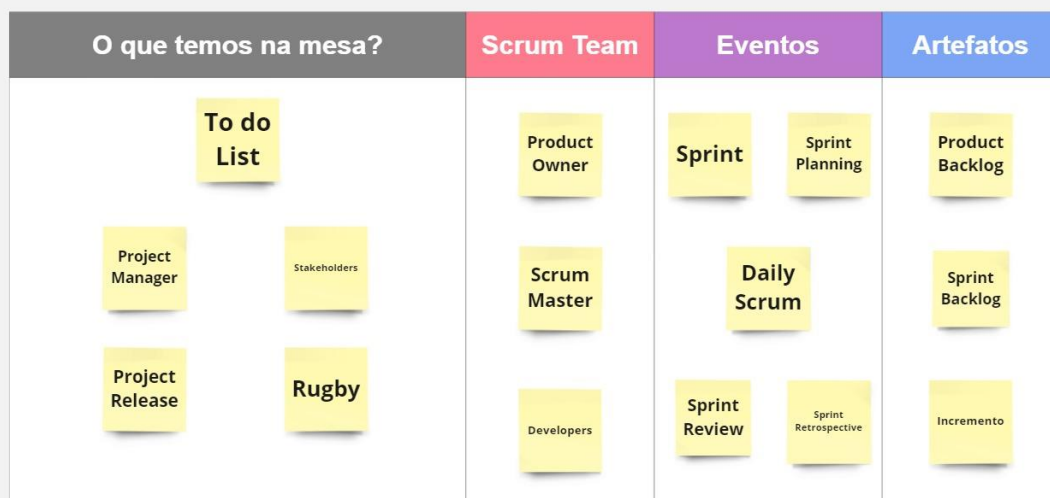 O que temos na mesa?
Scrum Team
Eventos
Artefatos
To do
List
Project
Manager
Stakeholders
Project
Release
Rugby
Product
Owner
Scrum
Master
Developers
Sprint
Sprint
Planning
Daily
Scrum
Sprint
Review
Sprint
Retrospective
Product
Backlog
Sprint
Backlog
Incremento